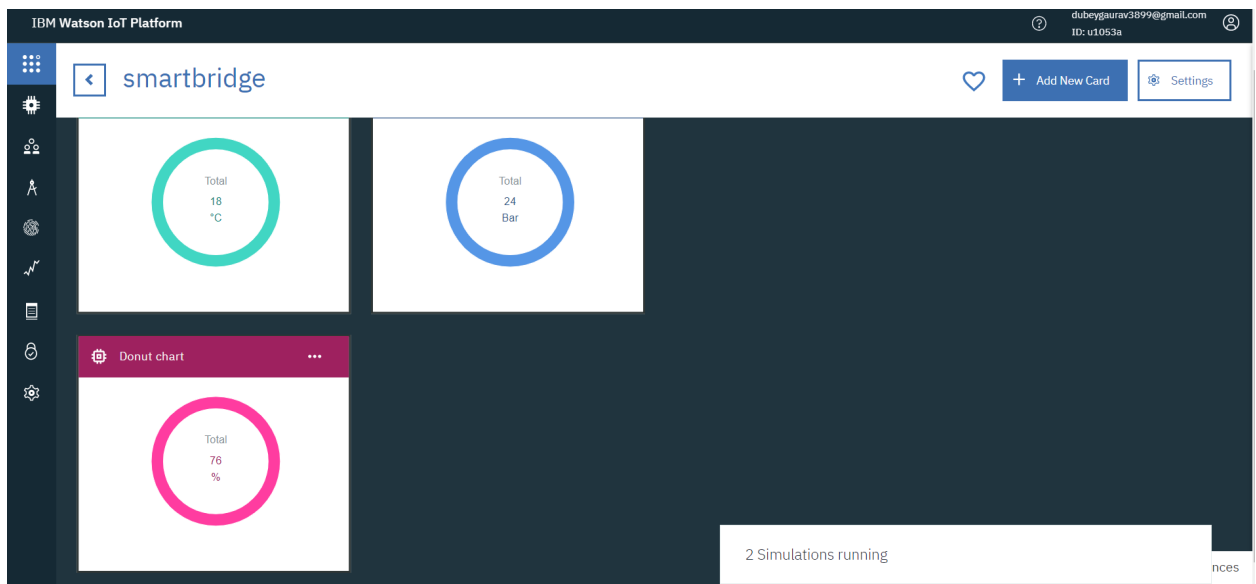 IBM Watson IoT Platform
dubeygaurav3899@gmail.com
ID: u1053a
smartbridge
Add New Card
Settings
Total
18
°C
Total
24
Bar
Donut chart
Total
76
%
2 Simulations running
nces